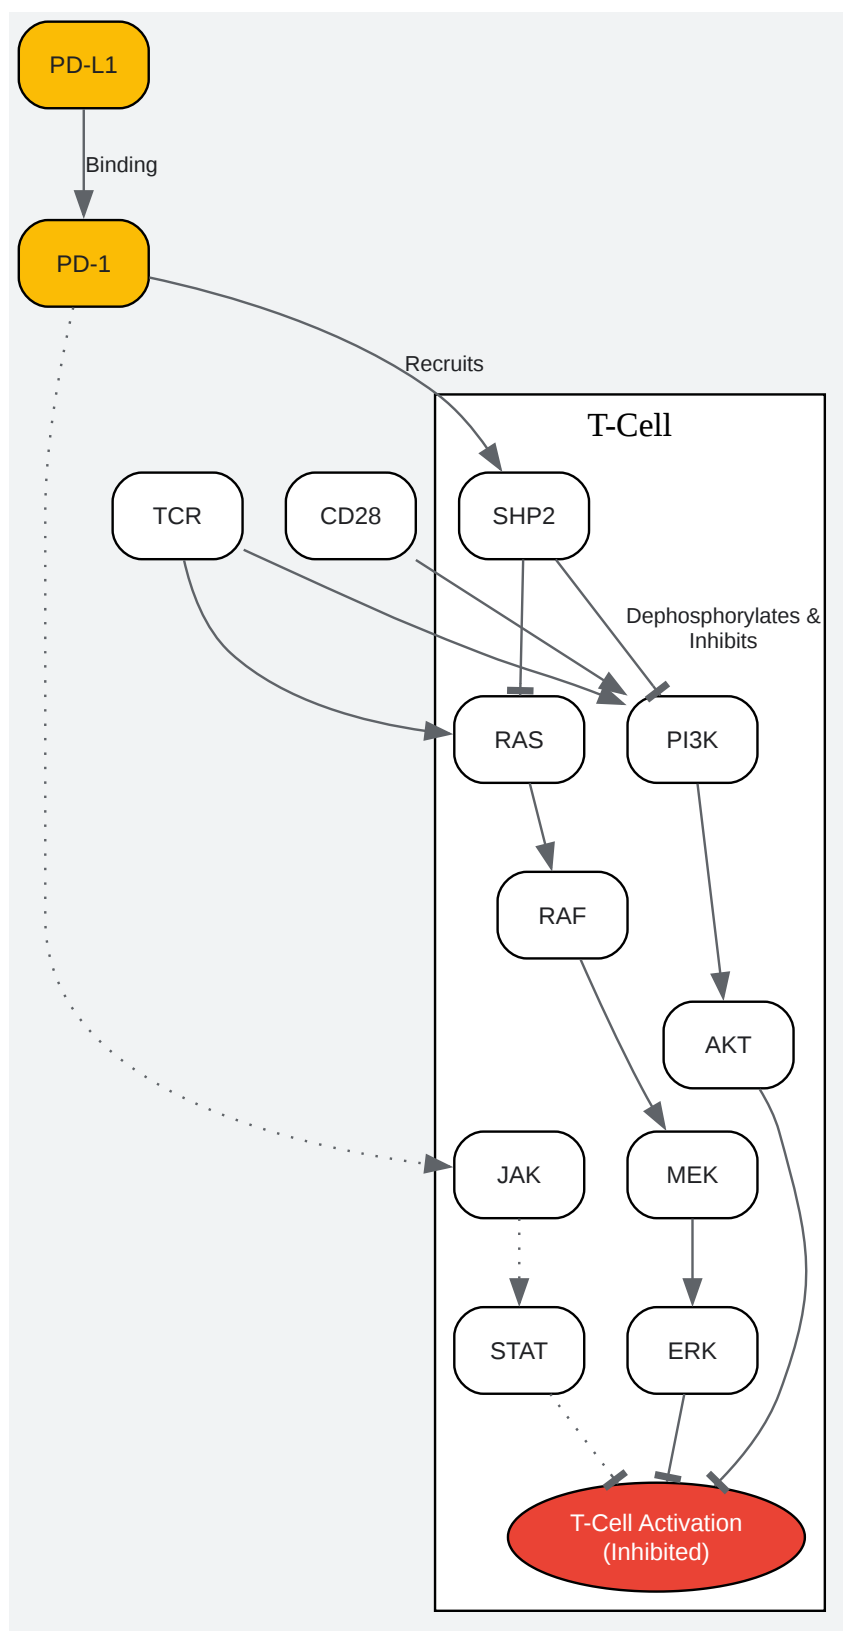 PD-L1
Binding
PD-1
Recruits
T-Cell
TCR
CD28
SHP2
Dephosphorylates &
Inhibits
RAS
PI3K
RAF
AKT
JAK
MEK
STAT
ERK
T-Cell Activation
(Inhibited)